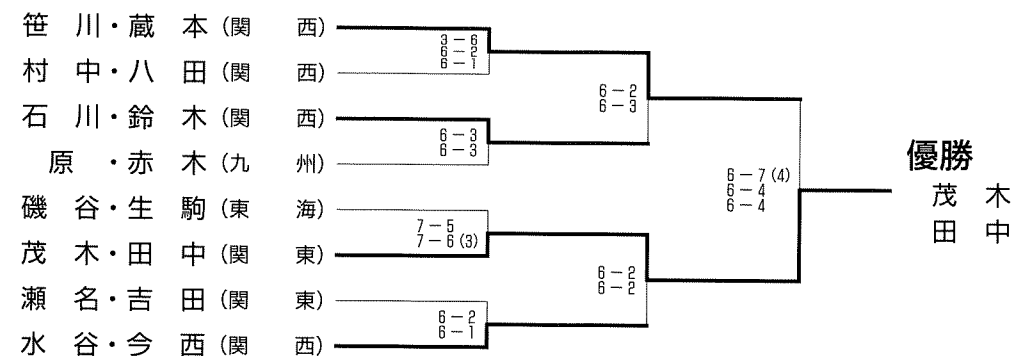 笹川・蔵本(関西)
村中・八田(関西)
石川・鈴木(関西)
原・赤木(九州)
磯谷・生駒(東海)
茂木・田中(関東)
瀬名・吉田(関東)
水谷・今西(関西)
3-6
6-2
6-1
6-3
6-3
7-5
7-6(3)
6-2
6-1
6-2
6-3
6-2
6-2
6-7(4)
6-4
6-4
優勝
茂木
田中